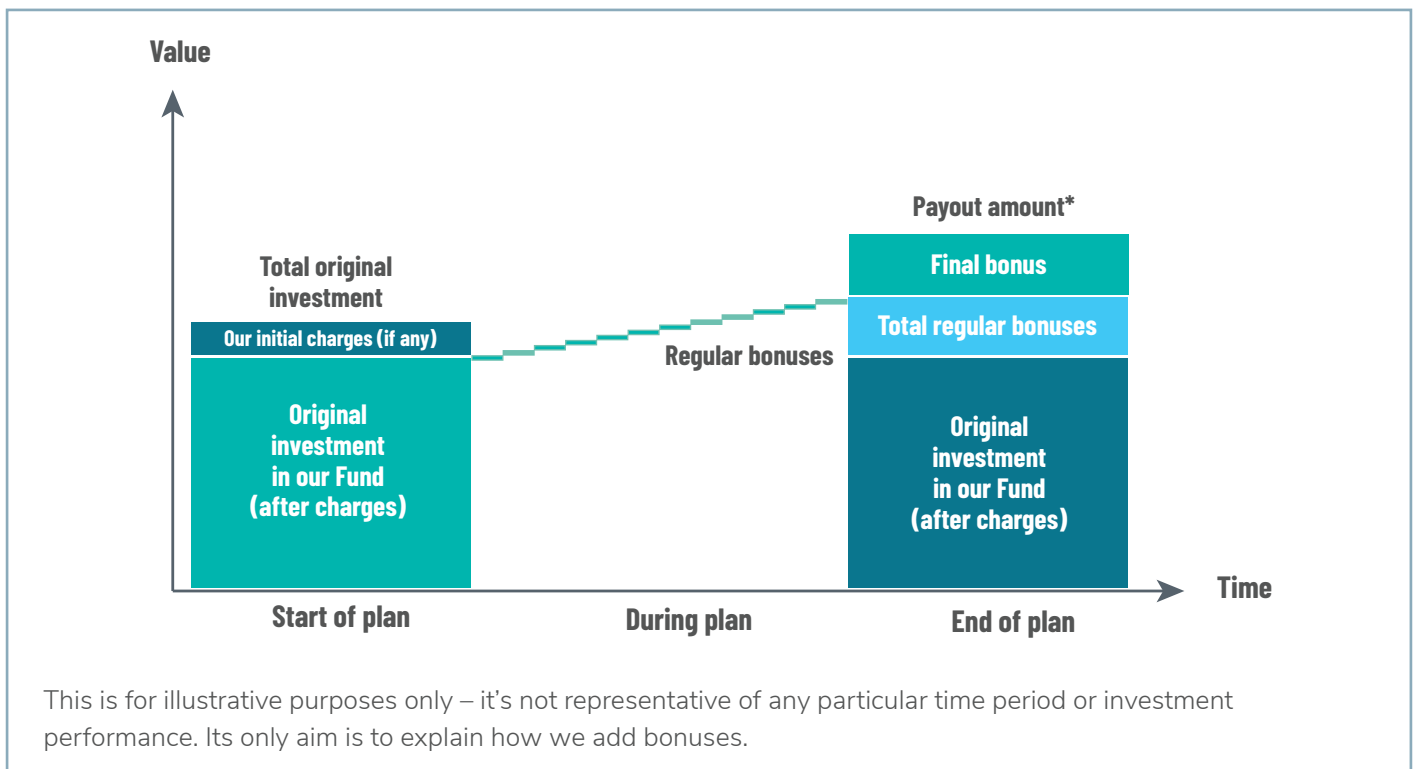 Value
Total original
investment
Our initial charges (if any)
Original
investment
in our Fund
(after charges)
Regular bonuses
Payout amount*
Final bonus
Total regular bonuses
Original
investment
in our Fund
(after charges)
Time
Start of plan
During plan
End of plan
This is for illustrative purposes only – it’s not representative of any particular time period or investment
performance. Its only aim is to explain how we add bonuses.